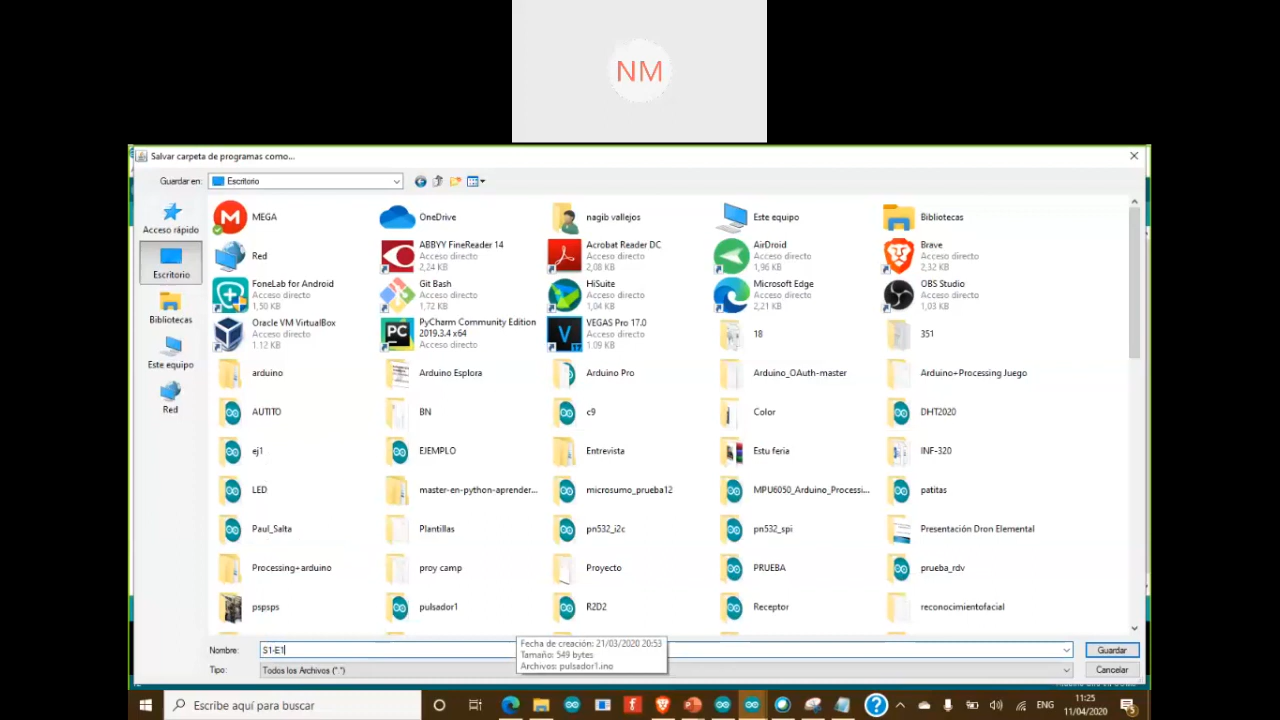 NM
Salvar carpeta de programas como...
Guardar en:
Escritorio
Acceso rápido
Escritorio
Bibliotecas
Este equipo
Red
MEGA
OneDrive
nagib vallejos
Este equipo
Bibliotecas
Red
ABBYY FineReader 14
Acceso directo
2,24 KB
Acrobat Reader DC
Acceso directo
2,08 KB
AirDroid
Acceso directo
1,96 KB
Brave
Acceso directo
2,32 KB
FoneLab for Android
Acceso directo
1,50 KB
Git Bash
Acceso directo
1,72 KB
HiSuite
Acceso directo
1,04 KB
Microsoft Edge
Acceso directo
2,21 KB
OBS Studio
Acceso directo
1,03 KB
Oracle VM VirtualBox
Acceso directo
1.12 KB
PyCharm Community Edition
2019.3.4 x64
Acceso directo
VEGAS Pro 17.0
Acceso directo
1.09 KB
18
351
arduino
Arduino Esplora
Arduino Pro
Arduino_OAuth-master
Arduino+Processing Juego
AUTITO
BN
c9
Color
DHT2020
ej1
EJEMPLO
Entrevista
Estu feria
INF-320
LED
master-en-python-aprender...
microsumo_prueba12
MPU6050_Arduino_Processi...
patitas
Paul_Salta
Plantillas
pn532_i2c
pn532_spi
Presentación Dron Elemental
Processing+arduino
proy camp
Proyecto
PRUEBA
prueba_rdv
pspsps
pulsador1
R2D2
Receptor
reconocimientofacial
Nombre:
S1-E1
Guardar
Fecha de creación: 21/03/2020 20:53
Tamaño: 549 bytes
Archivos: pulsador1.ino
Tipo:
Todos los Archivos (*.*)
Cancelar
Escribe aquí para buscar
ENG
11:25
11/04/2020
5